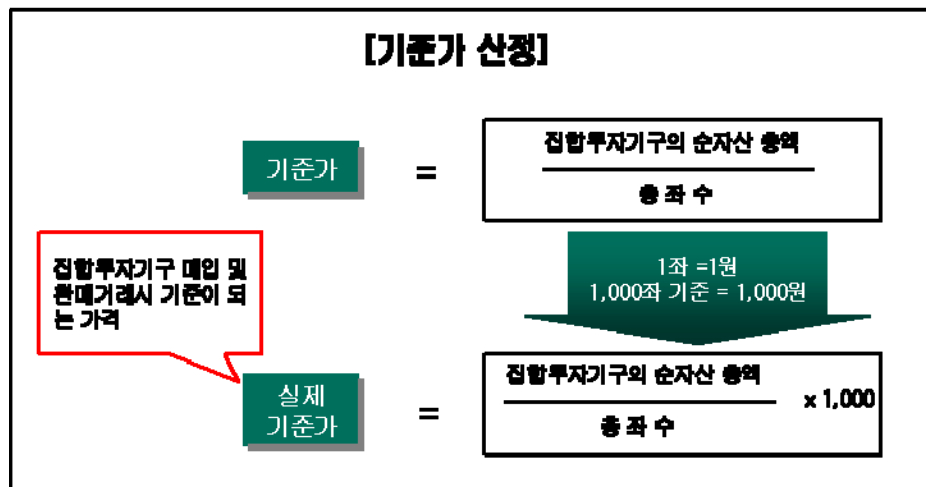 [기준가 산정]
기준가
=
집합투자기구의 순자산 총액
총 좌 수
1좌 =1원
1,000좌 기준 = 1,000원
집합투자기구 매입 및
환매거래시 기준이 되
는 가격
실제
기준가
=
집합투자기구의 순자산 총액
총 좌 수
x 1,000